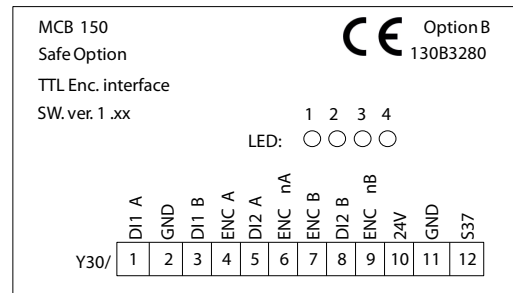 MCB 150
Safe Option
TTL Enc. interface
SW. ver. 1 .xx
CE
Option B
130B3280
1 2 3 4
LED:
DI1 A
GND
DI1 B
ENC A
DI2 A
ENC nA
ENC B
DI2 B
ENC nB
24V
GND
S37
Y30/ 1 2 3 4 5 6 7 8 9 10 11 12